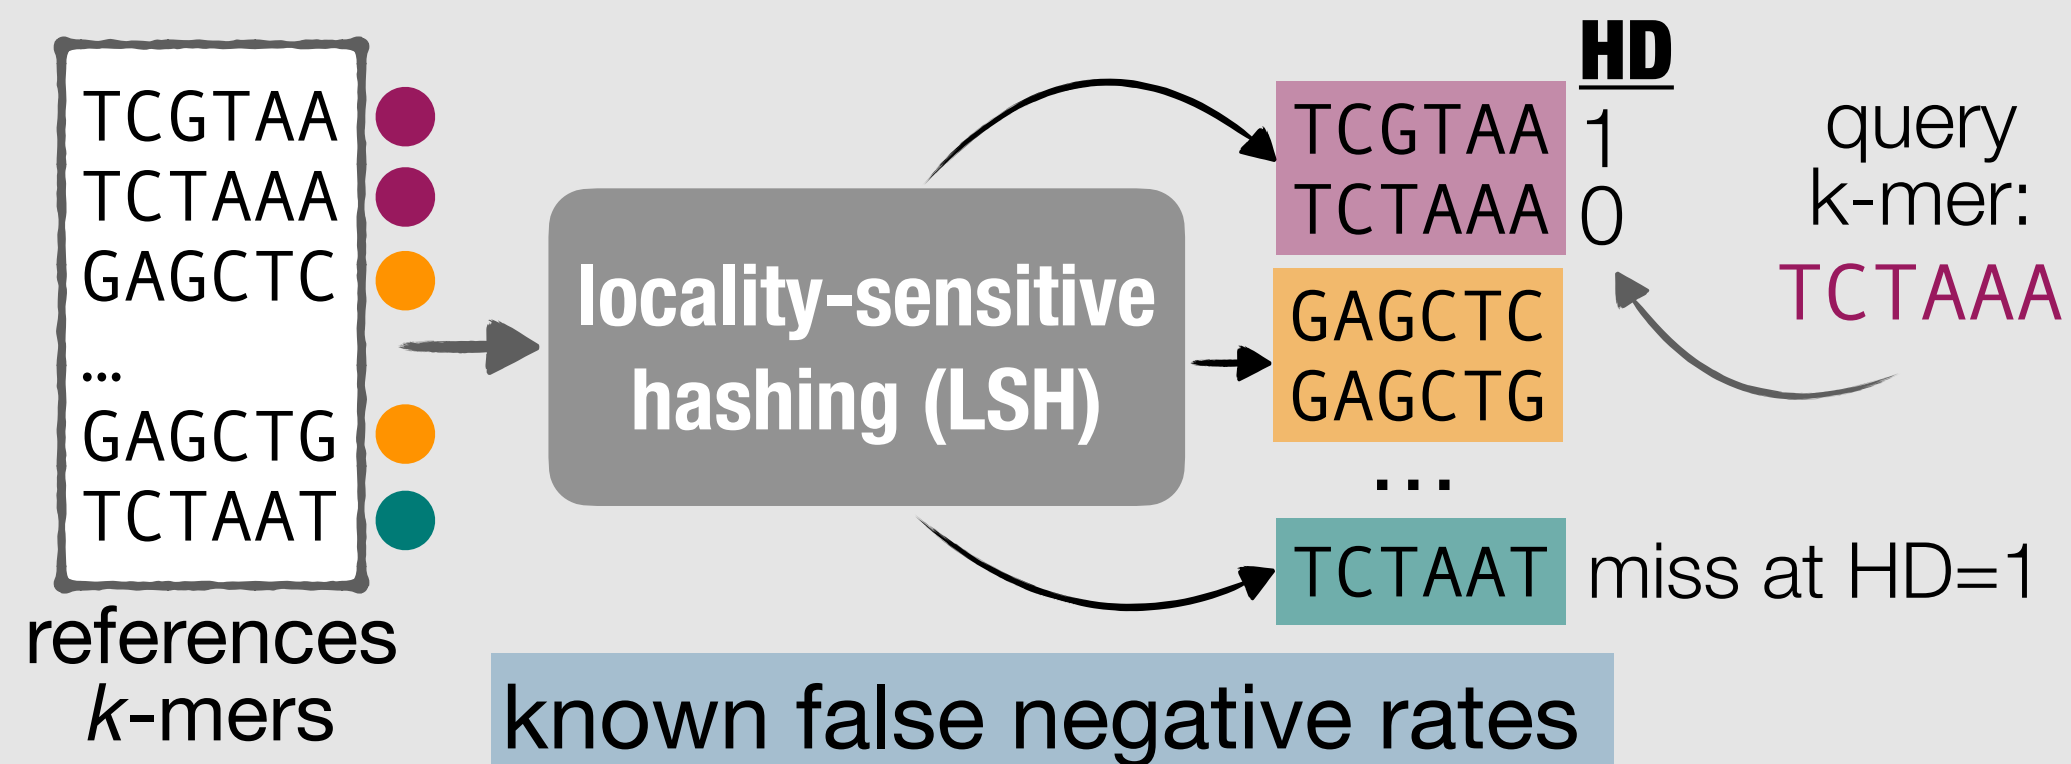 TCGTAA
TCTAAA
GAGCTC
...
GAGCTG
TCTAAT
references
k-mers
locality-sensitive
hashing (LSH)
HD
TCGTAA 1
TCTAAA 0
GAGCTC
GAGCTG
...
TCTAAT miss at HD=1
query
k-mer:
TCTAAA
known false negative rates